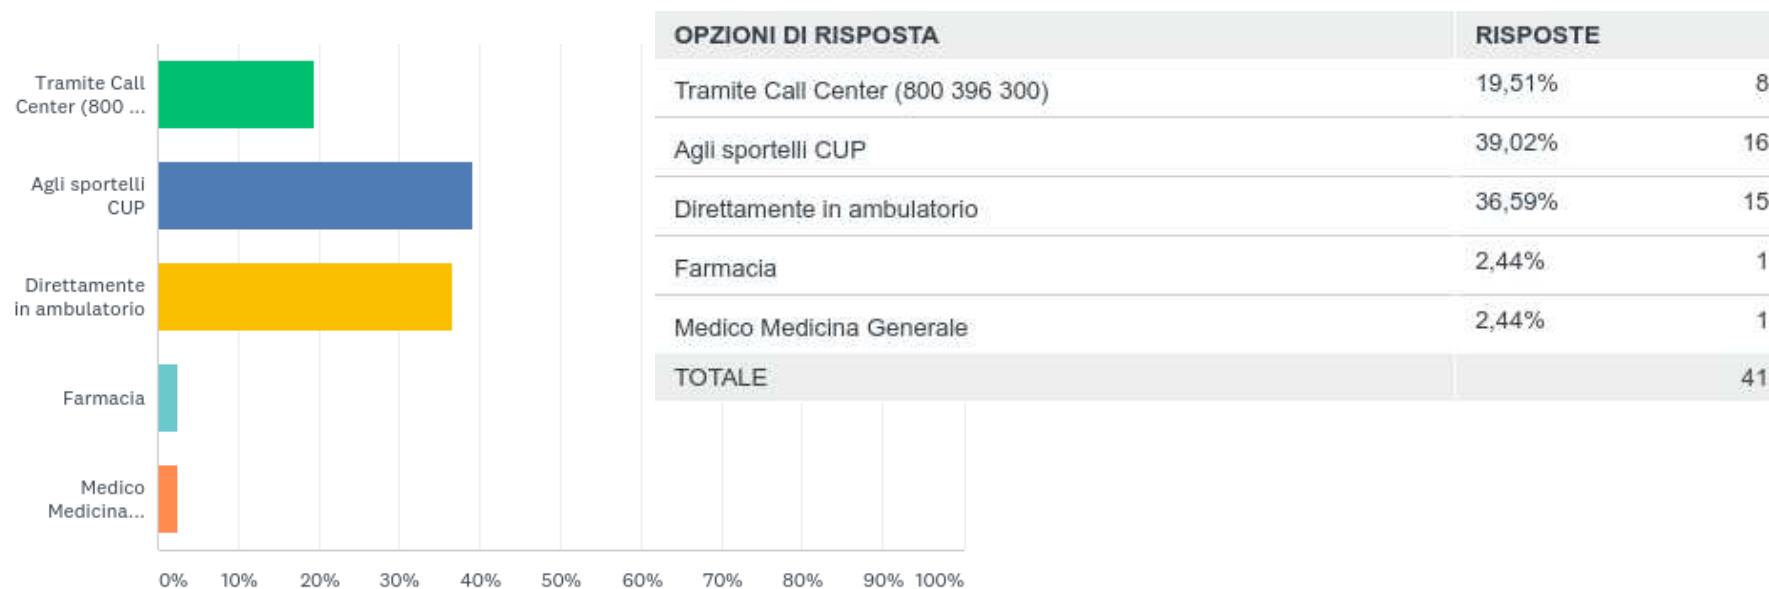 Tramite Call
Center (800 ...
Agli sportelli
CUP
Direttamente
in ambulatorio
Farmacia
Medico
Medicina...
0% 10% 20% 30% 40% 50% 60% 70% 80% 90% 100%
OPZIONI DI RISPOSTA RISPOSTE
Tramite Call Center (800 396 300) 19,51% 8
Agli sportelli CUP 39,02% 16
Direttamente in ambulatorio 36,59% 15
Farmacia 2,44% 1
Medico Medicina Generale 2,44% 1
TOTALE 41